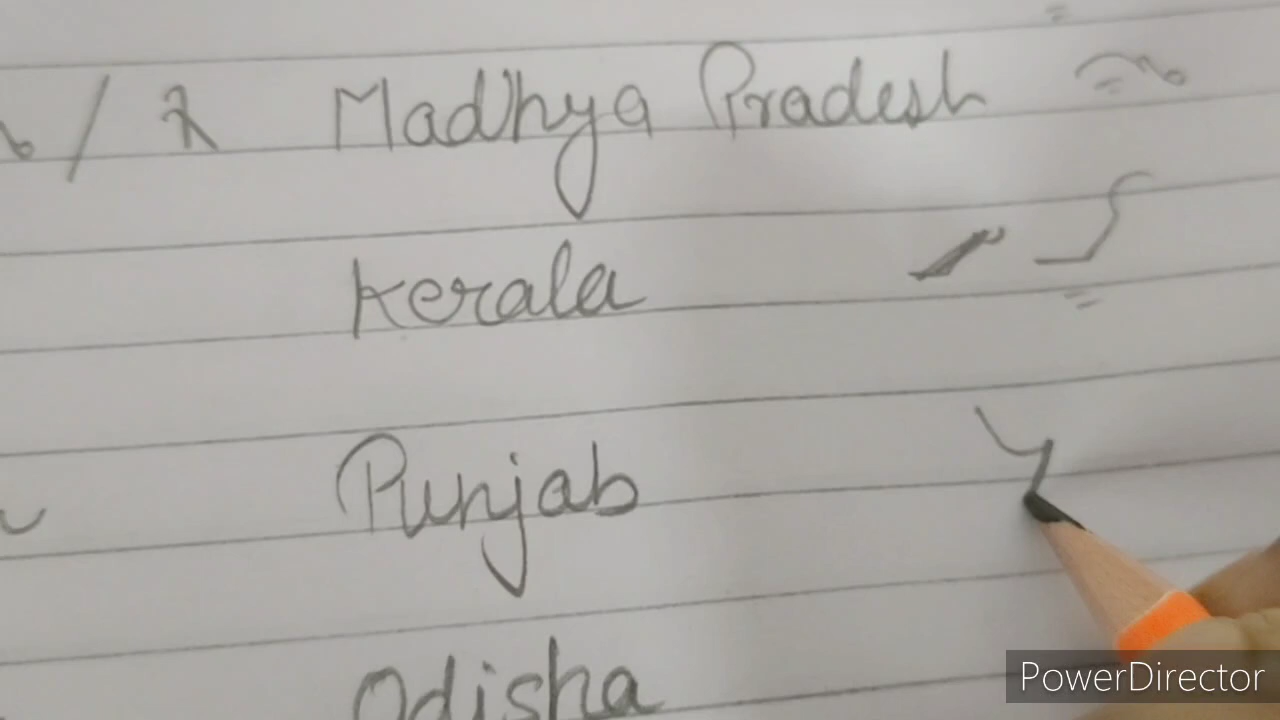 Madhya Pradesh
Kerala
Punjab
Odisha
PowerDirector